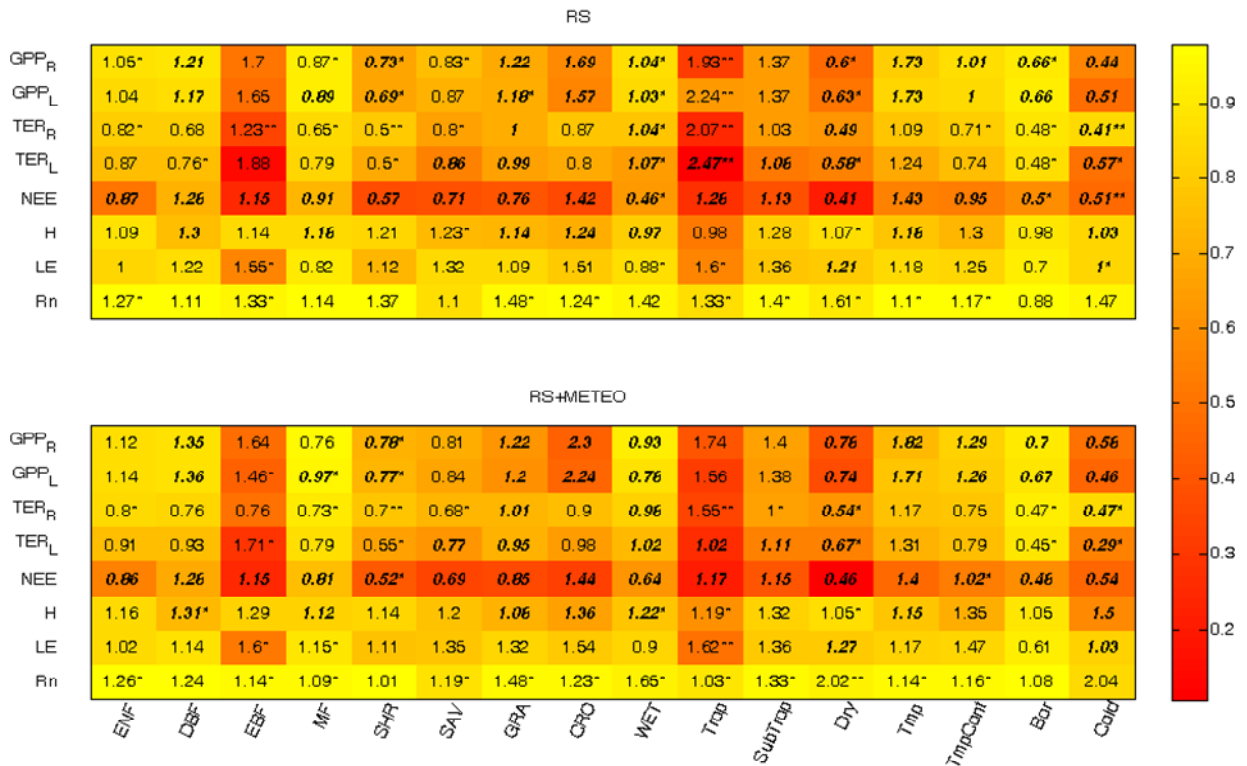 RS
GPP_R 1.05* 1.21 1.7 0.87* 0.73* 0.83* 1.22 1.69 1.04* 1.93** 1.37 0.6* 1.73 1.01 0.66* 0.44
GPP_L 1.04 1.17 1.65 0.89 0.69* 0.87 1.18* 1.57 1.03* 2.24** 1.37 0.63* 1.73 1 0.66 0.51
0.9
TER_R 0.82* 0.68 1.23** 0.65* 0.5** 0.8* 1 0.87 1.04* 2.07** 1.03 0.49 1.09 0.71* 0.48* 0.41**
TER_L 0.87 0.76* 1.88 0.79 0.5* 0.86 0.99 0.8 1.07* 2.47** 1.08 0.58* 1.24 0.74 0.48* 0.57*
0.8
NEE 0.87 1.28 1.15 0.91 0.57 0.71 0.76 1.42 0.46* 1.28 1.13 0.41 1.43 0.95 0.5* 0.51**
H 1.09 1.3 1.14 1.18 1.21 1.23* 1.14 1.24 0.97 0.98 1.28 1.07* 1.18 1.3 0.98 1.03
0.7
LE 1 1.22 1.55* 0.82 1.12 1.32 1.09 1.51 0.88* 1.6* 1.36 1.21 1.18 1.25 0.7 1*
Rn 1.27* 1.11 1.33* 1.14 1.37 1.1 1.48* 1.24* 1.42 1.33* 1.4* 1.61* 1.1* 1.17* 0.88 1.47
0.6
0.5
RS+METEO
GPP_R 1.12 1.35 1.64 0.76 0.78* 0.81 1.22 2.3 0.93 1.74 1.4 0.76 1.82 1.29 0.7 0.58
0.4
GPP_L 1.14 1.36 1.46* 0.97* 0.77* 0.84 1.2 2.24 0.76 1.56 1.38 0.74 1.71 1.26 0.67 0.46
TER_R 0.8* 0.76 0.76 0.73* 0.7** 0.68* 1.01 0.9 0.98 1.55** 1* 0.54* 1.17 0.75 0.47* 0.47*
0.3
TER_L 0.91 0.93 1.71* 0.79 0.55* 0.77 0.95 0.98 1.02 1.02 1.11 0.67* 1.31 0.79 0.45* 0.29*
NEE 0.86 1.28 1.15 0.81 0.52* 0.69 0.85 1.44 0.64 1.17 1.15 0.46 1.4 1.02* 0.48 0.54
H 1.16 1.31* 1.29 1.12 1.14 1.2 1.08 1.36 1.22* 1.19* 1.32 1.05* 1.15 1.35 1.05 1.5
0.2
LE 1.02 1.14 1.6* 1.15* 1.11 1.35 1.32 1.54 0.9 1.62** 1.36 1.27 1.17 1.47 0.61 1.03
Rn 1.26* 1.24 1.14* 1.09* 1.01 1.19* 1.48* 1.23* 1.65* 1.03* 1.33* 2.02** 1.14* 1.16* 1.08 2.04
ENF DBF EBF MF SHR SAV GRA CRO WET Trop SubTrop Dry Tmp TmpCont Bor Cold